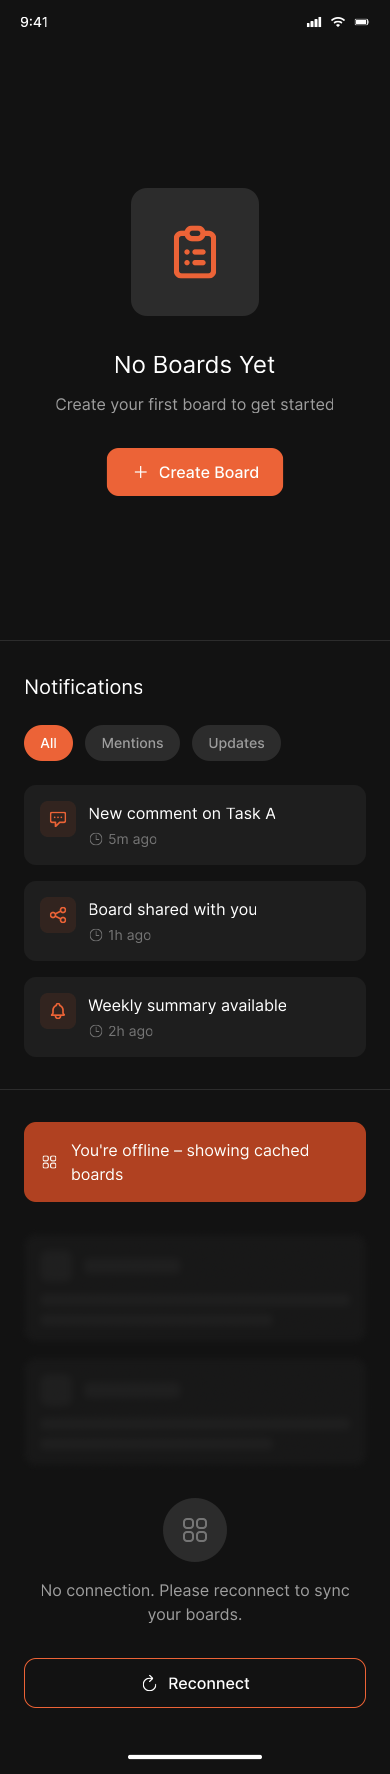 9:41
No Boards Yet
Create your first board to get started
Create Board
Notifications
All Mentions Updates
New comment on Task A
5m ago
Board shared with you
1h ago
Weekly summary available
2h ago
You're offline – showing cached
boards
No connection. Please reconnect to sync
your boards.
Reconnect